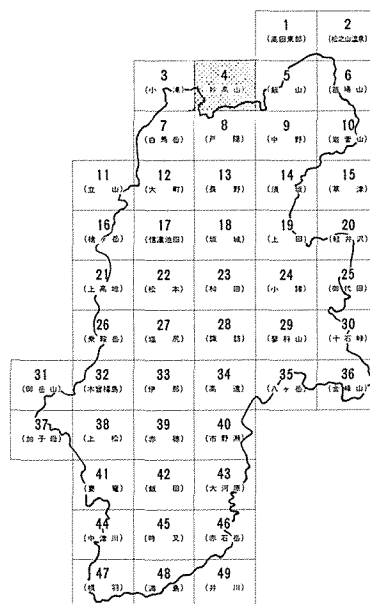 1 2
(高田東部) (松之山温泉)
3 4 5 6
(小滝) (妙高山) (飯山) (苗場山)
7 8 9 10
(白馬岳) (戸隠) (中野) (岩菅山)
11 12 13 14 15
(立山) (大町) (長野) (須坂) (草津)
16 17 18 19 20
(槍ヶ岳) (信濃池田) (坂城) (上田) (軽井沢)
21 22 23 24 25
(上高地) (松本) (和田) (小諸) (御代田)
26 27 28 29 30
(乗鞍岳) (塩尻) (諏訪) (蓼科山) (十石峠)
31 32 33 34 35 36
(御岳山) (木曽福島) (伊那) (高遠) (八ヶ岳) (金峰山)
37 38 39 40
(加子母) (上松) (赤穂) (市野瀬)
41 42 43
(妻籠) (飯田) (大河原)
44 45 46
(中津川) (時又) (赤石岳)
47 48 49
(根羽) (満島) (井川)